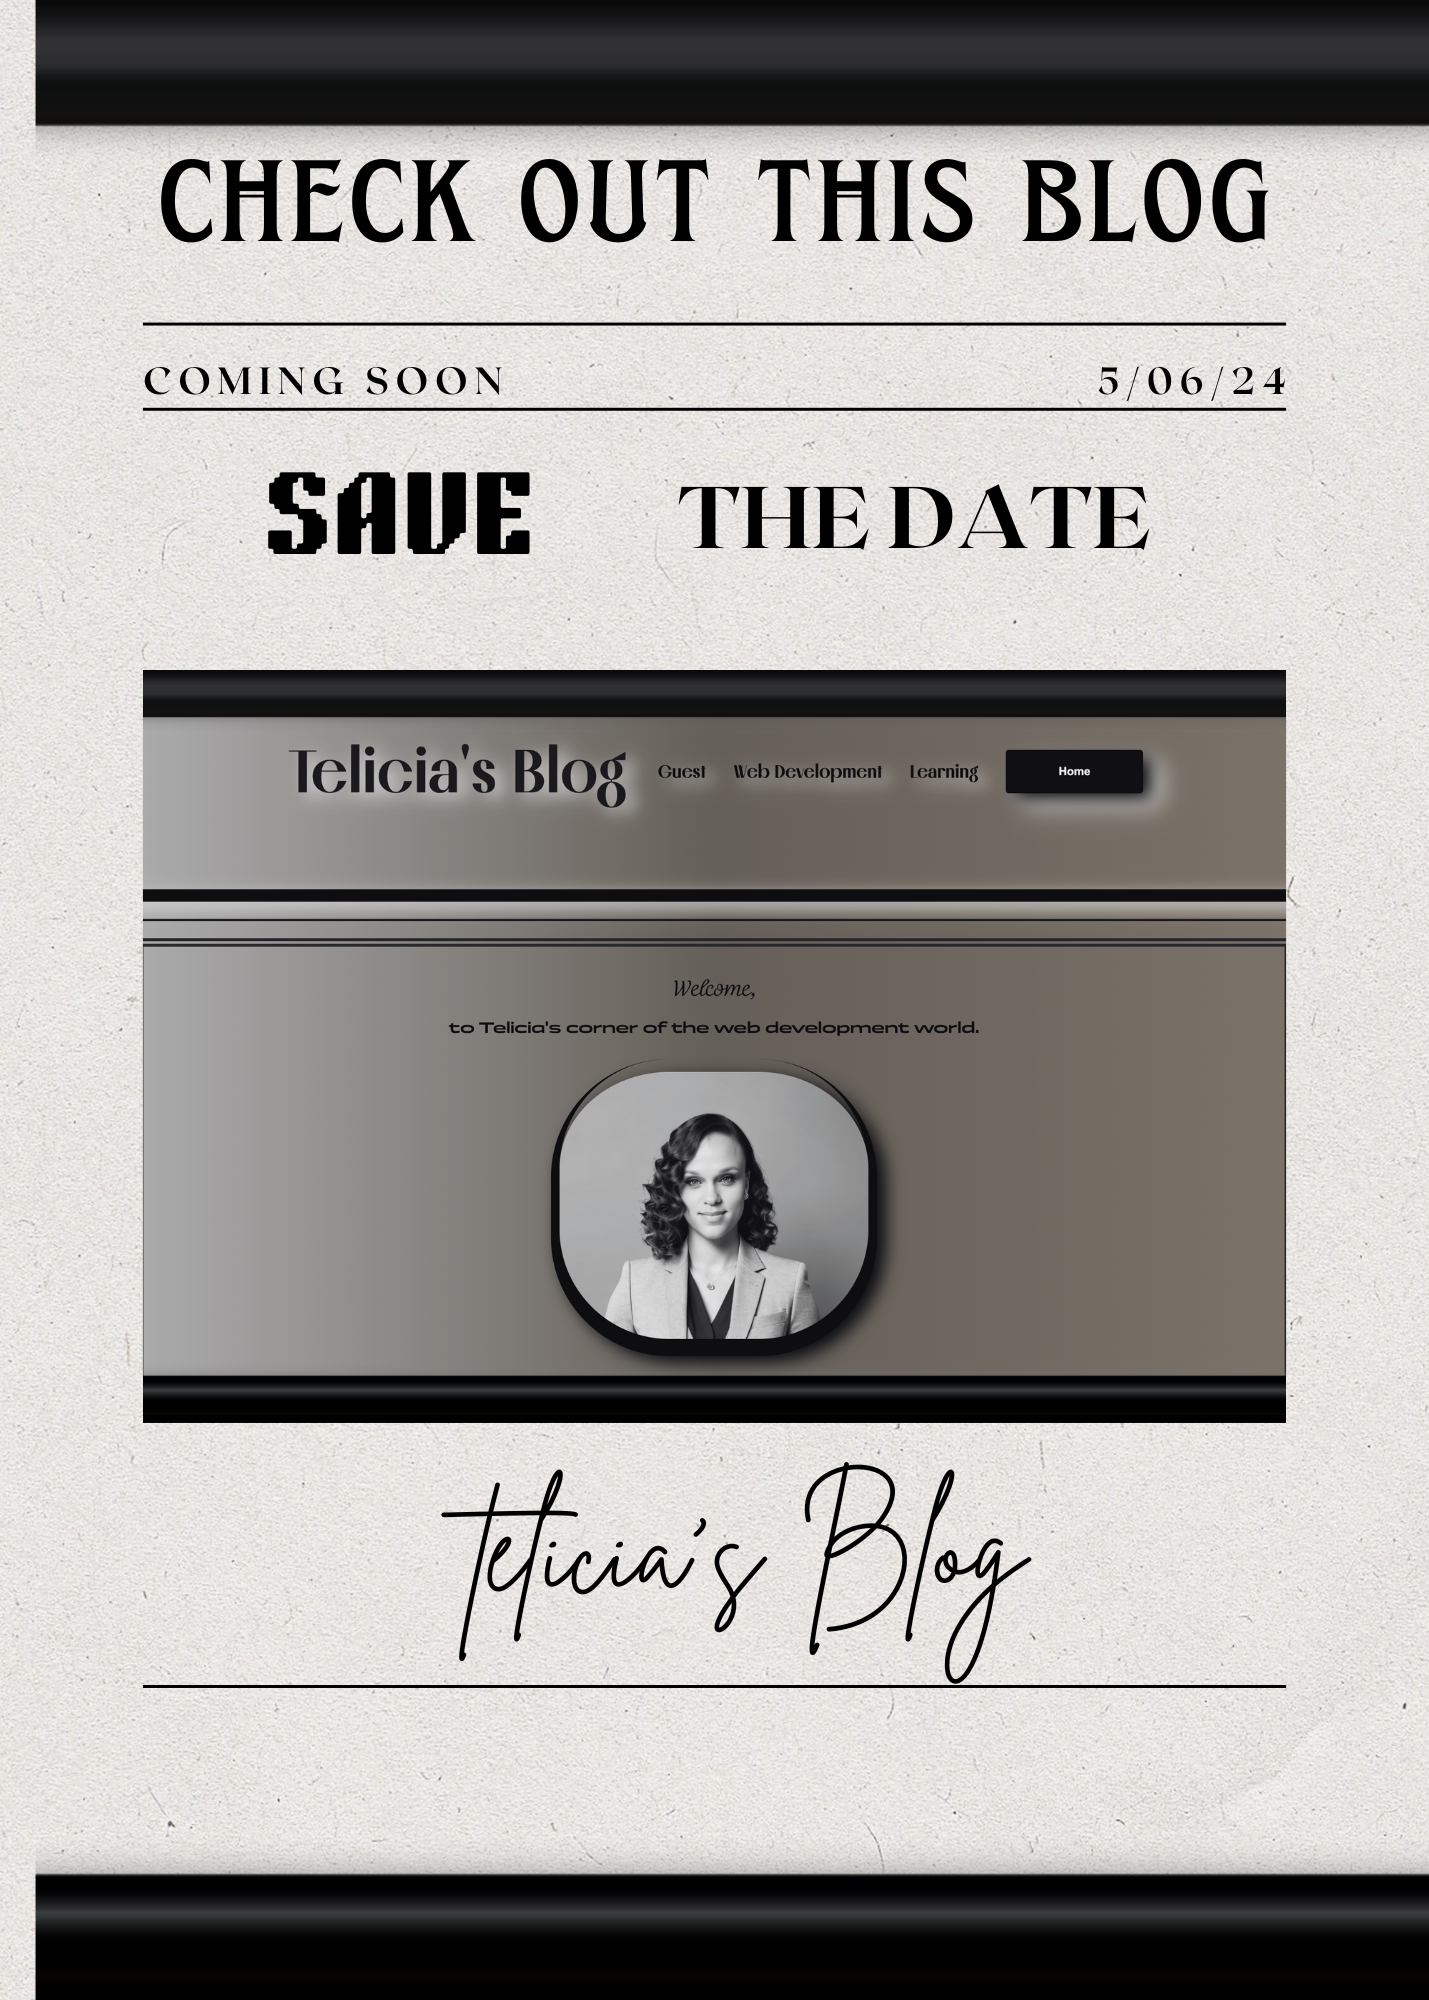 CHECK OUT THIS BLOG
COMING SOON 5/06/24
SAVE THE DATE
Telicia's Blog Guest Web Development Learning Home
Welcome,
to Telicia's corner of the web development world.
Telicia's Blog